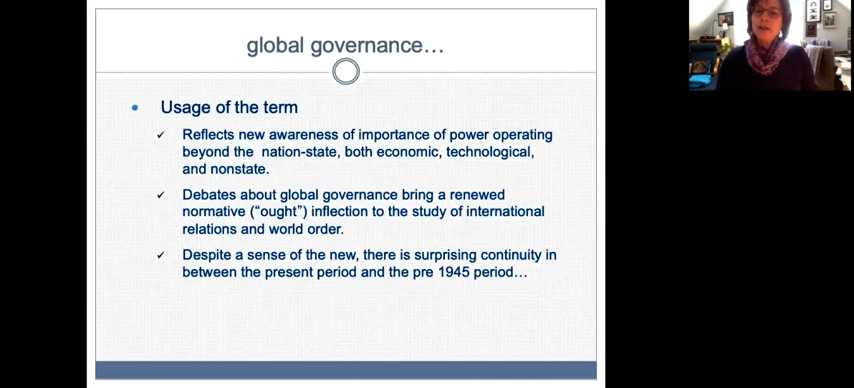 global governance…
Usage of the term
Reflects new awareness of importance of power operating
beyond the nation-state, both economic, technological,
and nonstate.
Debates about global governance bring a renewed
normative (“ought”) inflection to the study of international
relations and world order.
Despite a sense of the new, there is surprising continuity in
between the present period and the pre 1945 period…